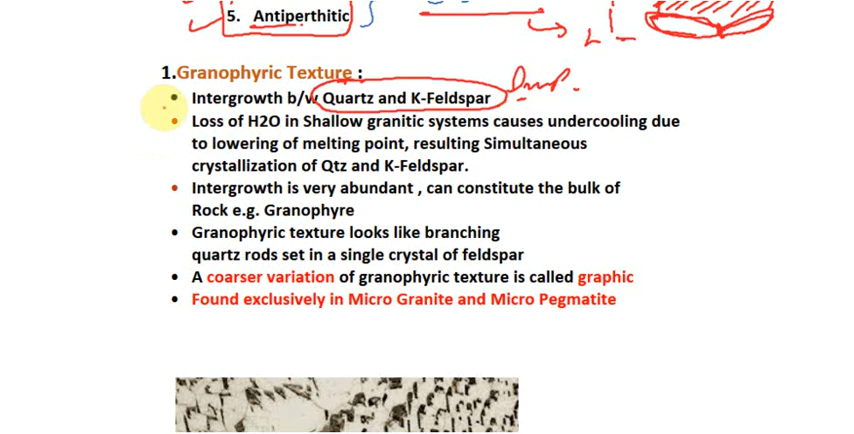 5. Antiperthitic
1.Granophyric Texture :
Imp.
• Intergrowth b/w Quartz and K-Feldspar
• Loss of H2O in Shallow granitic systems causes undercooling due
to lowering of melting point, resulting Simultaneous
crystallization of Qtz and K-Feldspar.
• Intergrowth is very abundant , can constitute the bulk of
Rock e.g. Granophyre
• Granophyric texture looks like branching
quartz rods set in a single crystal of feldspar
• A coarser variation of granophyric texture is called graphic
• Found exclusively in Micro Granite and Micro Pegmatite